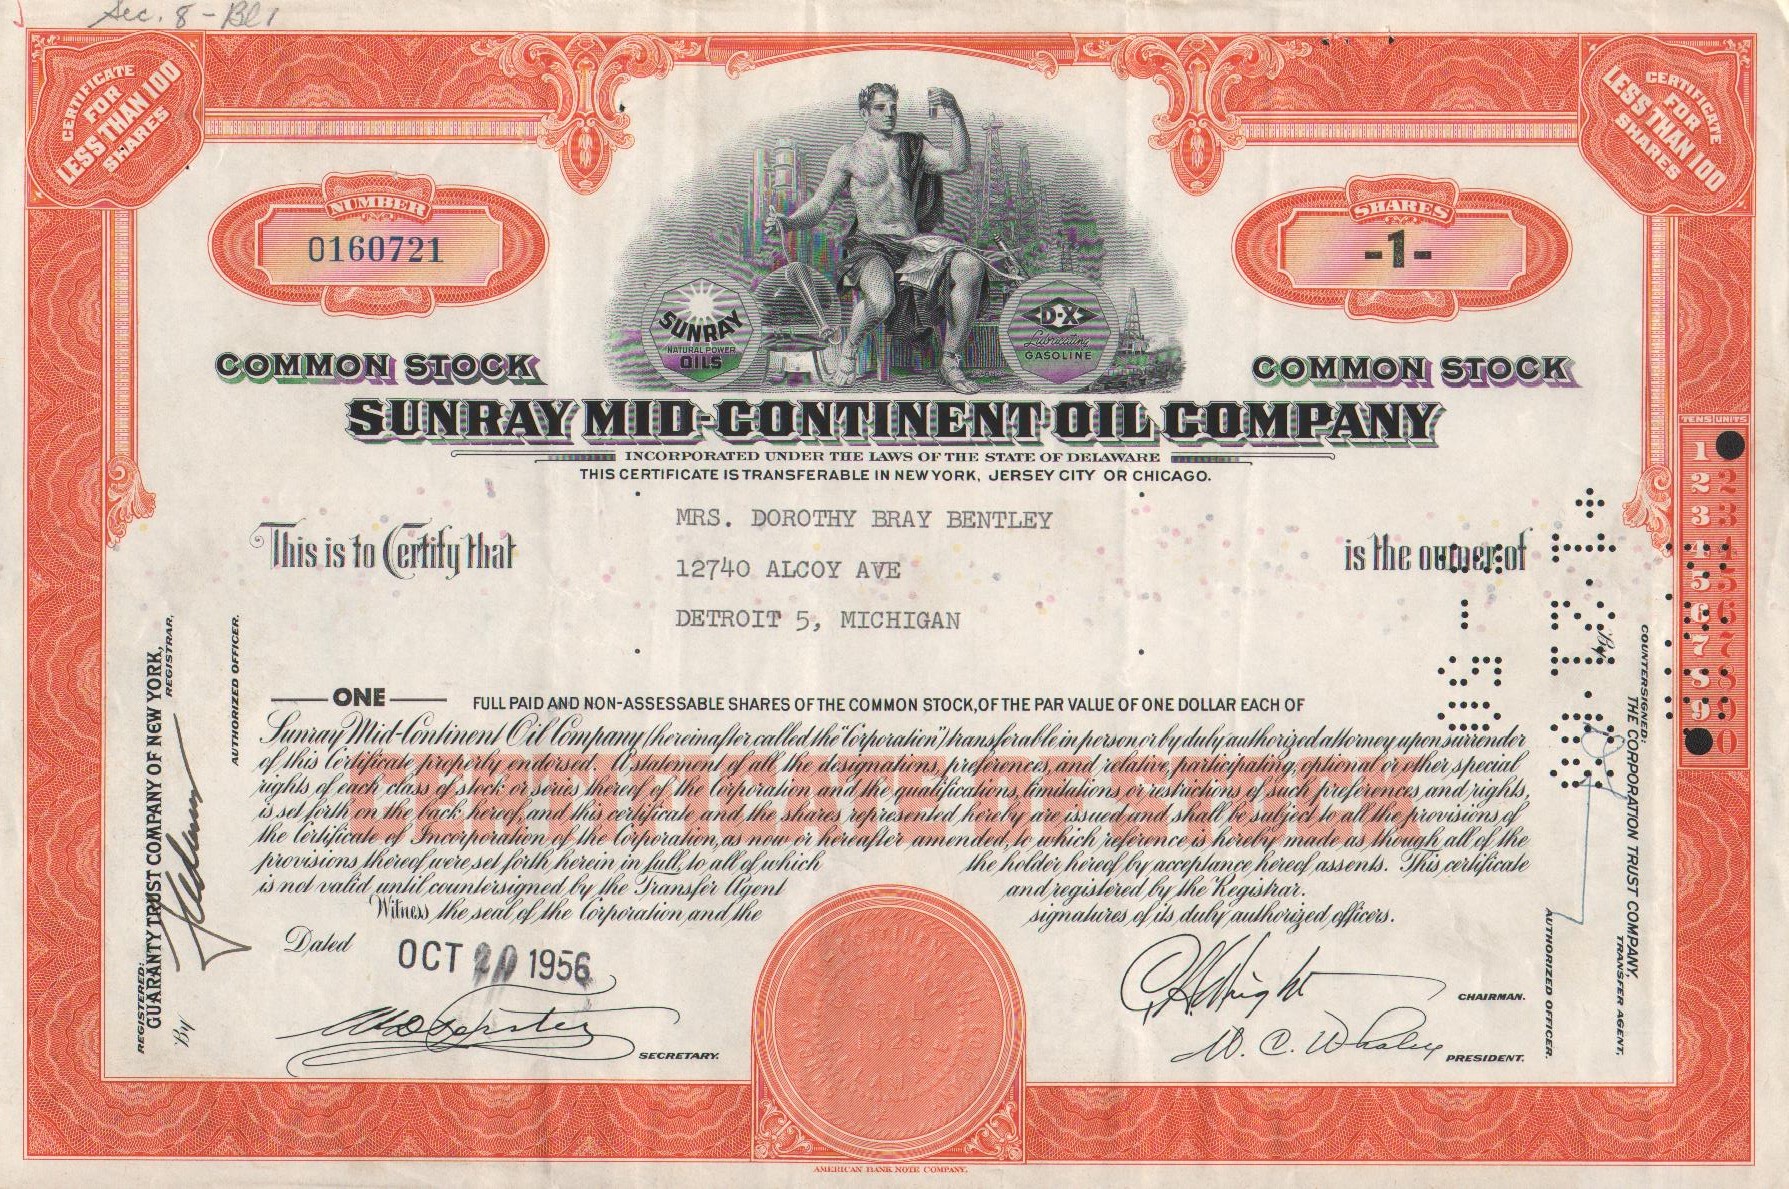 Sec. 8 - Bl 1
CERTIFICATE
FOR
LESS THAN 100
SHARES
CERTIFICATE
FOR
LESS THAN 100
SHARES
NUMBER
0160721
SHARES
-1-
SUNRAY
NATURAL POWER
OILS
D-X
Lubricating
GASOLINE
COMMON STOCK
COMMON STOCK
SUNRAY MID-CONTINENT OIL COMPANY
INCORPORATED UNDER THE LAWS OF THE STATE OF DELAWARE
THIS CERTIFICATE IS TRANSFERABLE IN NEW YORK, JERSEY CITY OR CHICAGO.
TENS UNITS
1
2 2
3 3
4 4
5 5
6 6
7 7
8 8
9 9
0
This is to Certify that
MRS. DOROTHY BRAY BENTLEY
12740 ALCOY AVE
DETROIT 5, MICHIGAN
is the owner of
ONE
FULL PAID AND NON-ASSESSABLE SHARES OF THE COMMON STOCK, OF THE PAR VALUE OF ONE DOLLAR EACH OF
Sunray Mid-Continent Oil Company (hereinafter called the "Corporation") transferable in person or by duly authorized attorney upon surrender
of this Certificate properly endorsed. A statement of all the designations, preferences, and relative, participating, optional or other special
rights of each class of stock or series thereof of the Corporation and the qualifications, limitations or restrictions of such preferences and rights,
is set forth on the back hereof, and this certificate and the shares represented hereby are issued and shall be subject to all the provisions of
the Certificate of Incorporation of the Corporation, as now or hereafter amended, to which reference is hereby made as though all of the
provisions thereof were set forth herein in full, to all of which the holder hereof by acceptance hereof assents. This certificate
is not valid until countersigned by the Transfer Agent and registered by the Registrar.
Witness the seal of the Corporation and the signatures of its duly authorized officers.
Dated OCT 20 1956
SECRETARY.
C H Wright
CHAIRMAN.
W. C. Whaley
PRESIDENT.
REGISTERED:
GUARANTY TRUST COMPANY OF NEW YORK,
REGISTRAR.
By
AUTHORIZED OFFICER.
COUNTERSIGNED:
THE CORPORATION TRUST COMPANY,
TRANSFER AGENT.
By
AUTHORIZED OFFICER.
AMERICAN BANK NOTE COMPANY.